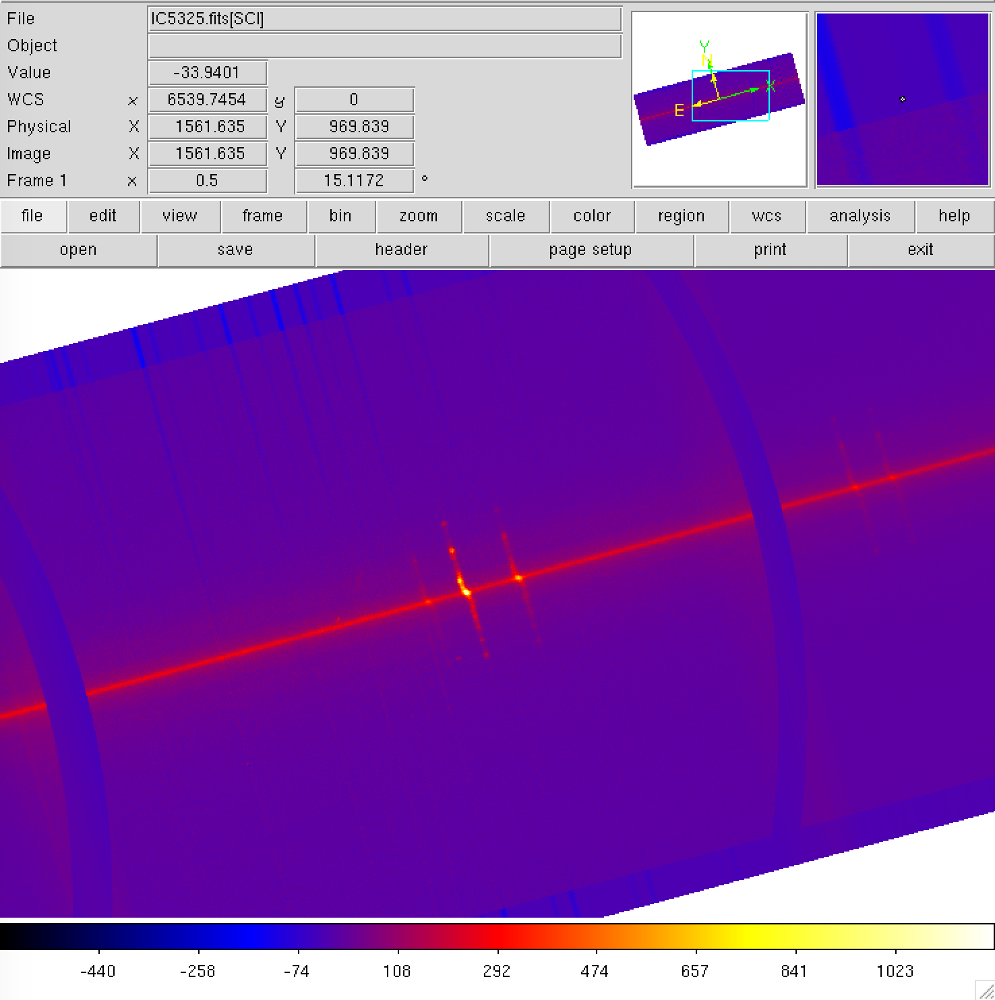 File IC5325.fits[SCI]
Object
Value -33.9401
WCS x 6539.7454 y 0
Physical X 1561.635 Y 969.839
Image X 1561.635 Y 969.839
Frame 1 x 0.5 15.1172 °
Y
N
X
E
file edit view frame bin zoom scale color region wcs analysis help
open save header page setup print exit
-440 -258 -74 108 292 474 657 841 1023